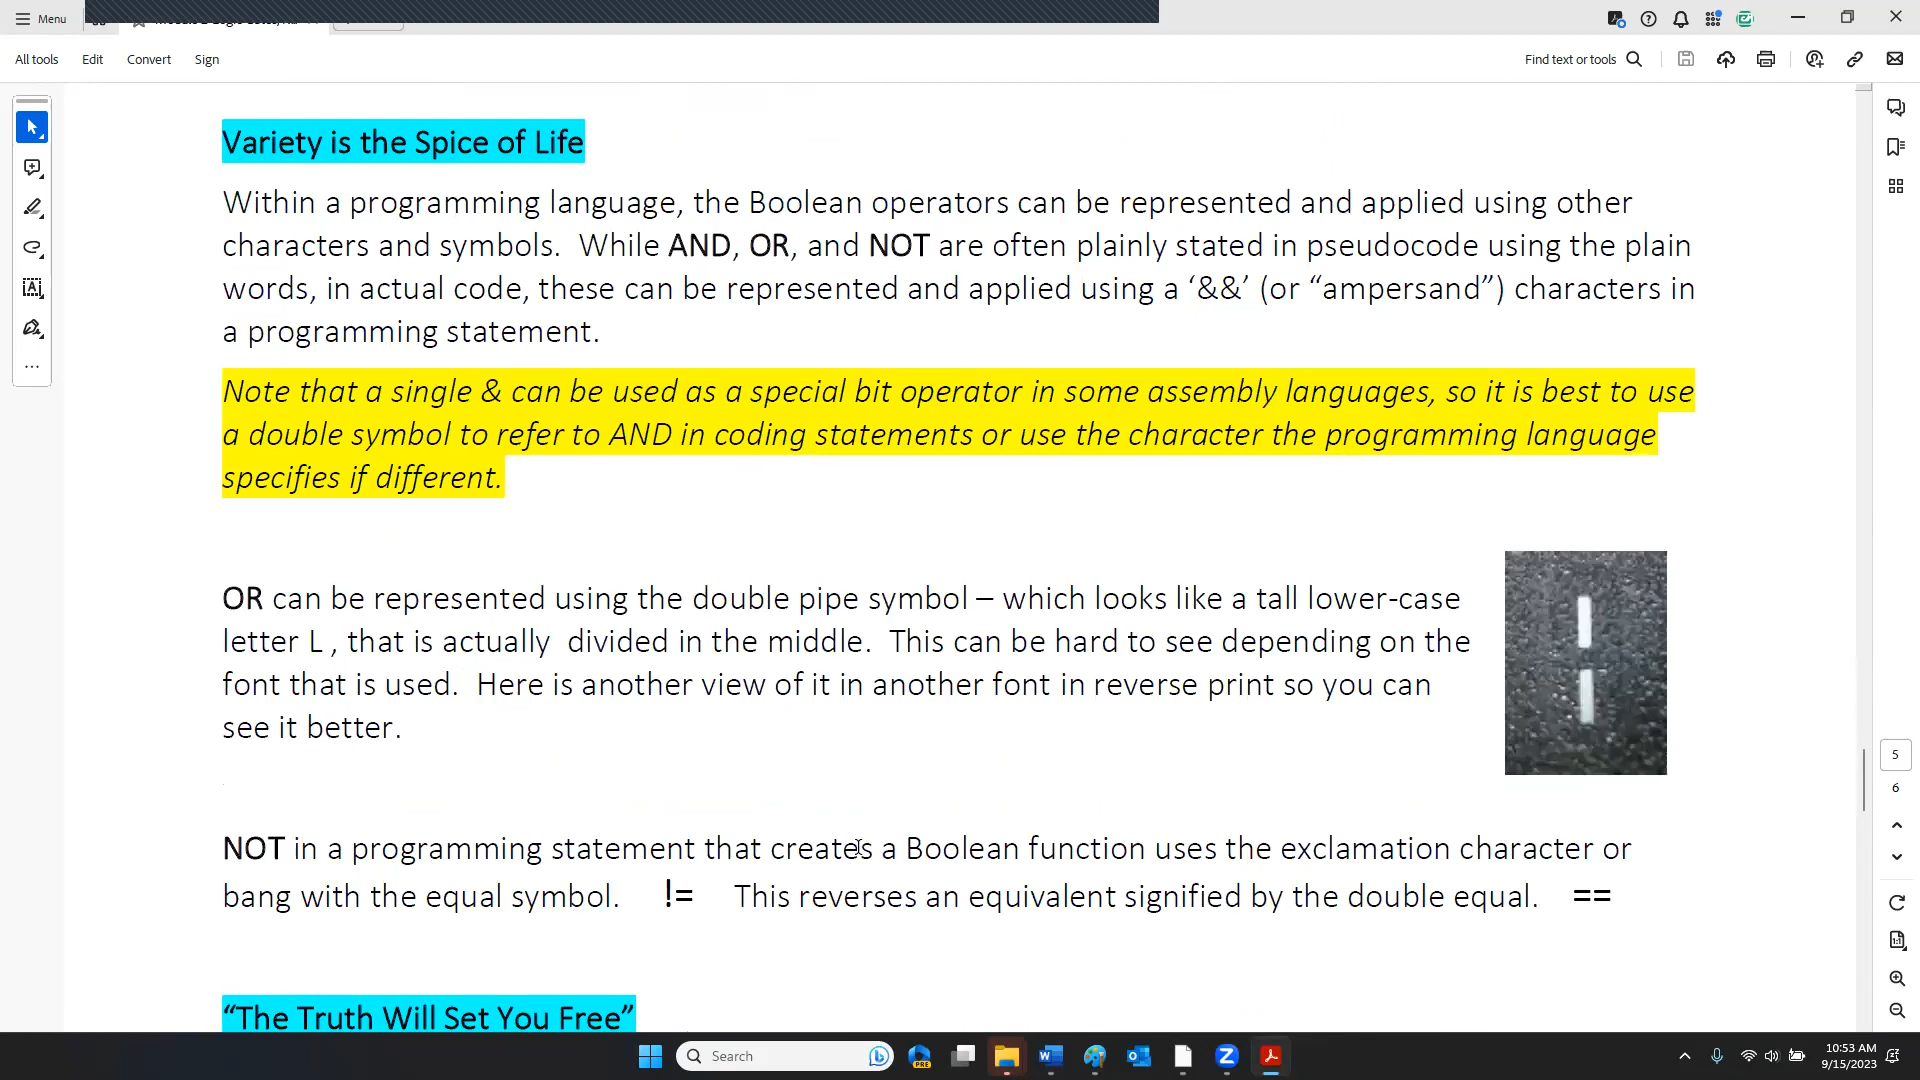 Menu
All tools
Edit
Convert
Sign
Find text or tools
Variety is the Spice of Life
Within a programming language, the Boolean operators can be represented and applied using other
characters and symbols.  While AND, OR, and NOT are often plainly stated in pseudocode using the plain
words, in actual code, these can be represented and applied using a ‘&&’ (or “ampersand”) characters in
a programming statement.
Note that a single & can be used as a special bit operator in some assembly languages, so it is best to use
a double symbol to refer to AND in coding statements or use the character the programming language
specifies if different.
OR can be represented using the double pipe symbol – which looks like a tall lower-case
letter L , that is actually  divided in the middle.  This can be hard to see depending on the
font that is used.  Here is another view of it in another font in reverse print so you can
see it better.
NOT in a programming statement that creates a Boolean function uses the exclamation character or
bang with the equal symbol.    !=    This reverses an equivalent signified by the double equal.   ==
“The Truth Will Set You Free”
5
6
Search
PRE
10:53 AM
9/15/2023